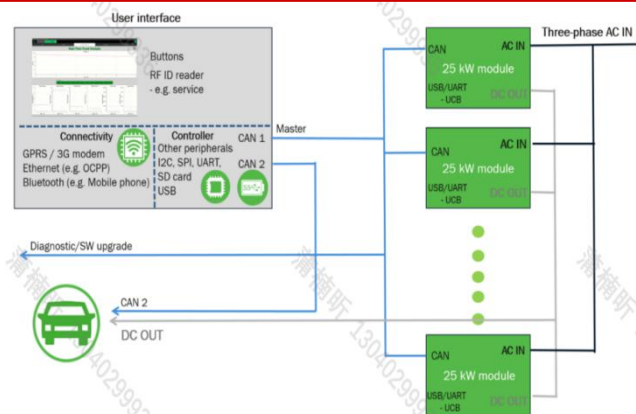 User interface
Buttons
RF ID reader
- e.g. service
Connectivity
GPRS / 3G modem
Ethernet (e.g. OCPP)
Bluetooth (e.g. Mobile phone)
Controller
Other peripherals
I2C, SPI, UART,
SD card
USB
CAN 1
CAN 2
Master
Diagnostic/SW upgrade
CAN 2
DC OUT
Three-phase AC IN
CAN
AC IN
25 kW module
USB/UART
- UCB
DC OUT
CAN
AC IN
25 kW module
USB/UART
- UCB
DC OUT
CAN
AC IN
25 kW module
USB/UART
- UCB
DC OUT